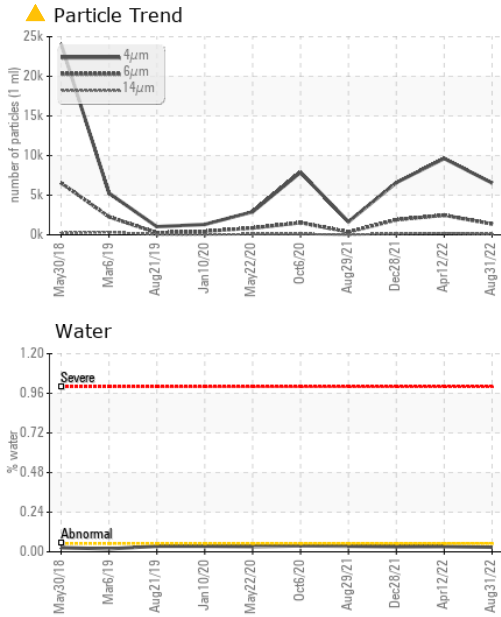 Particle Trend
number of particles (1 ml)
25k
20k
15k
10k
5k
0k
4μm
6μm
14μm
May30/18
Mar6/19
Aug21/19
Jan10/20
May22/20
Oct6/20
Aug29/21
Dec28/21
Apr12/22
Aug31/22
Water
% water
1.20
0.96
0.72
0.48
0.24
0.00
Severe
Abnormal
May30/18
Mar6/19
Aug21/19
Jan10/20
May22/20
Oct6/20
Aug29/21
Dec28/21
Apr12/22
Aug31/22